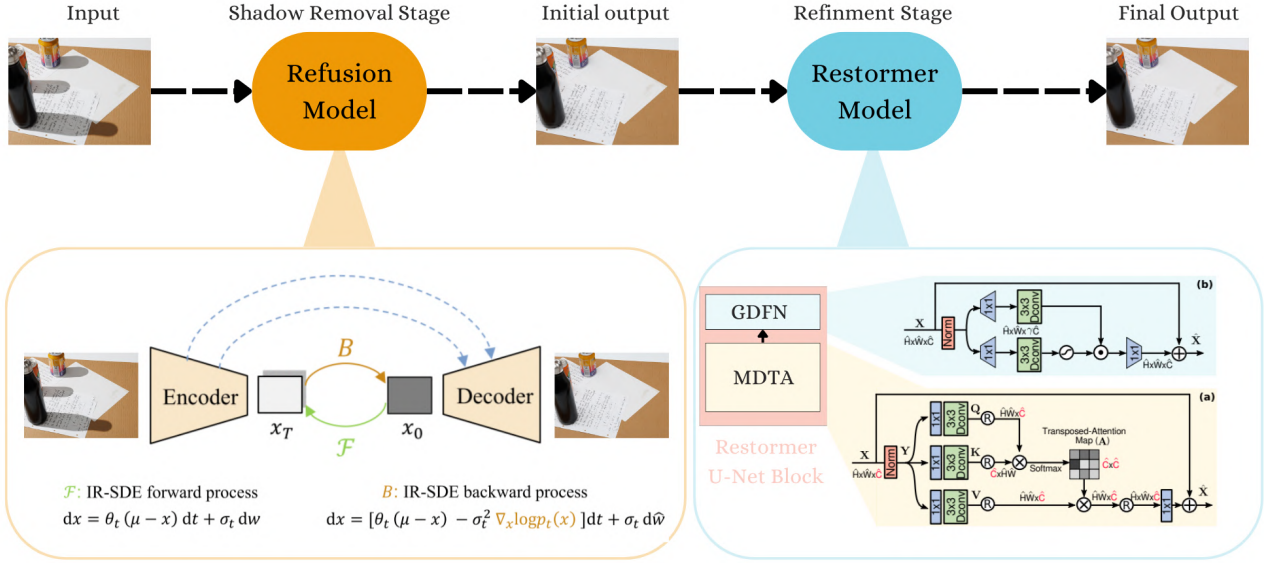 Input
Shadow Removal Stage
Initial output
Refinment Stage
Final Output
Refusion
Model
Restormer
Model
Encoder
B
F
x_T
x_0
Decoder
F: IR-SDE forward process
dx = θ_t (μ − x) dt + σ_t dw
B: IR-SDE backward process
dx = [θ_t (μ − x) − σ_t^2 ∇_x log p_t(x) ]dt + σ_t dŵ
GDFN
MDTA
Restormer
U-Net Block
(b)
X
ĤxŴxĈ
Norm
1x1
3x3
Dconv
1x1
3x3
Dconv
1x1
ĤxŴxĈ
X̂
(a)
X
ĤxŴxĈ
Norm
Y
1x1
3x3
Dconv
Q
R
ĤŴxĈ
1x1
3x3
Dconv
K
R
ĈxĤŴ
Softmax
Transposed-Attention
Map (A)
ĈxĈ
1x1
3x3
Dconv
V
R
ĤŴxĈ
ĤŴxĈ
R
ĤxŴxĈ
1x1
X̂